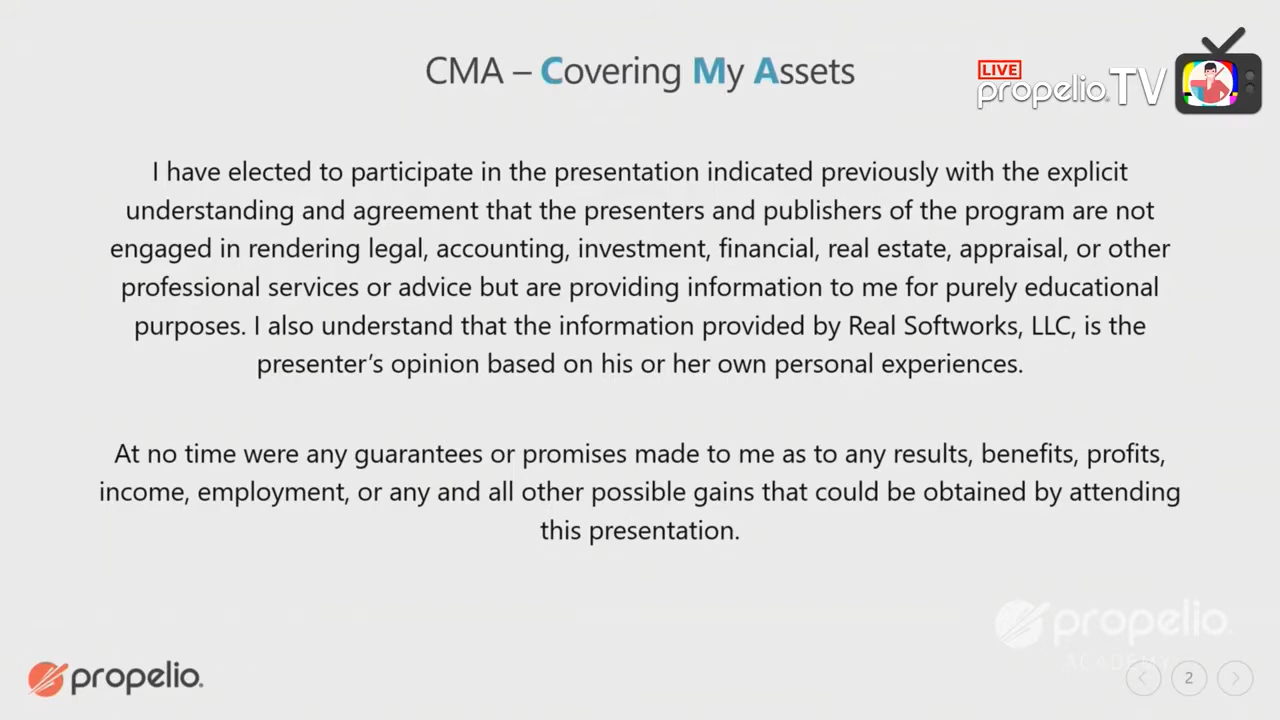 CMA – Covering My Assets
LIVE
propelio.TV
I have elected to participate in the presentation indicated previously with the explicit
understanding and agreement that the presenters and publishers of the program are not
engaged in rendering legal, accounting, investment, financial, real estate, appraisal, or other
professional services or advice but are providing information to me for purely educational
purposes. I also understand that the information provided by Real Softworks, LLC, is the
presenter’s opinion based on his or her own personal experiences.
At no time were any guarantees or promises made to me as to any results, benefits, profits,
income, employment, or any and all other possible gains that could be obtained by attending
this presentation.
propelio.
ACADEMY
propelio.
2